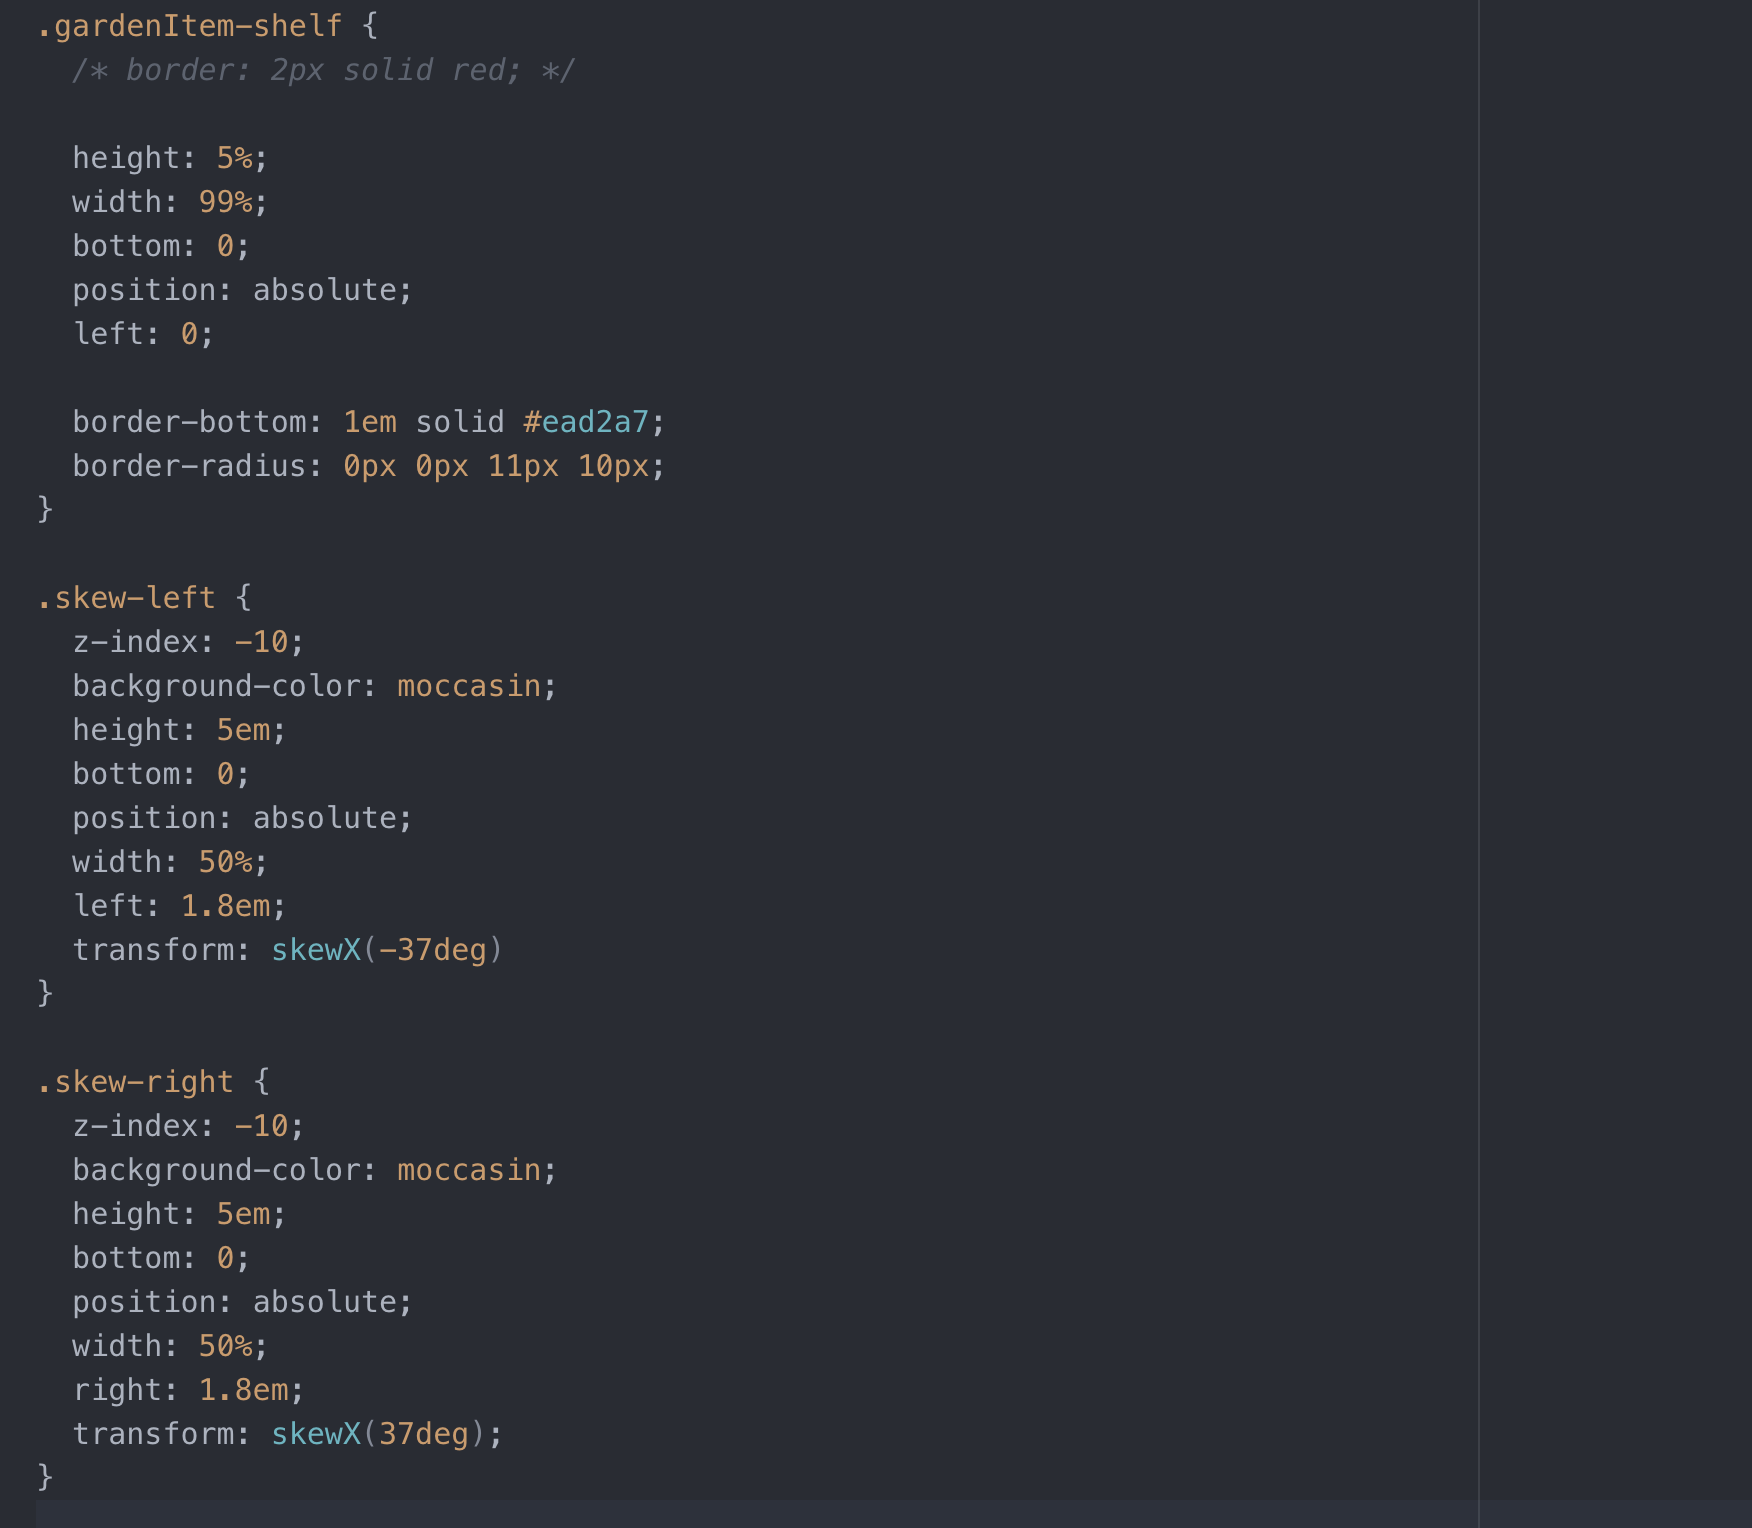 .gardenItem-shelf {
  /* border: 2px solid red; */

  height: 5%;
  width: 99%;
  bottom: 0;
  position: absolute;
  left: 0;

  border-bottom: 1em solid #ead2a7;
  border-radius: 0px 0px 11px 10px;
}

.skew-left {
  z-index: -10;
  background-color: moccasin;
  height: 5em;
  bottom: 0;
  position: absolute;
  width: 50%;
  left: 1.8em;
  transform: skewX(-37deg)
}

.skew-right {
  z-index: -10;
  background-color: moccasin;
  height: 5em;
  bottom: 0;
  position: absolute;
  width: 50%;
  right: 1.8em;
  transform: skewX(37deg);
}